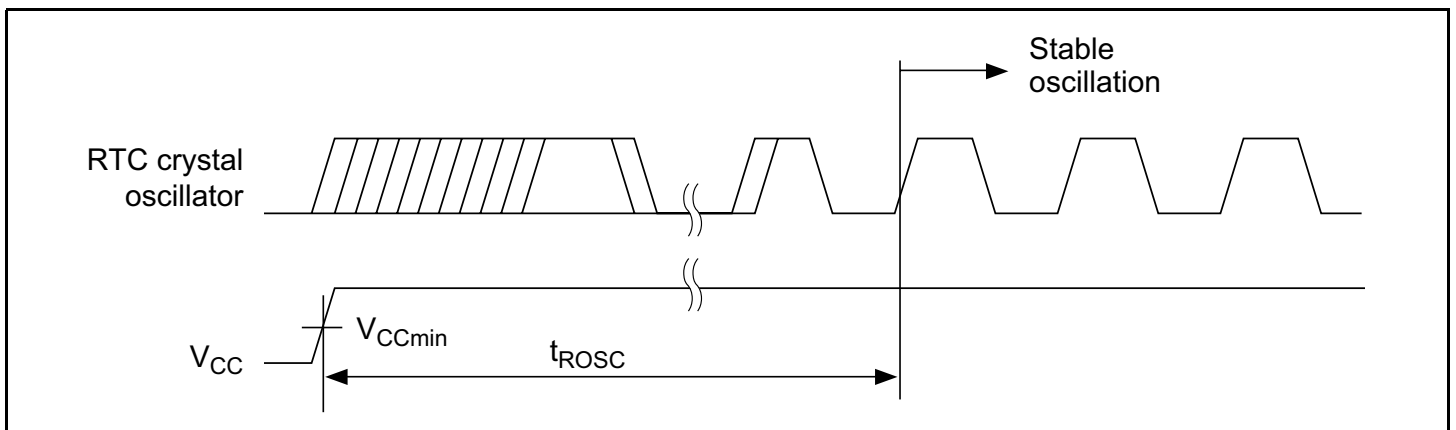 Stable
oscillation
RTC crystal
oscillator
VCCmin
VCC
tROSC